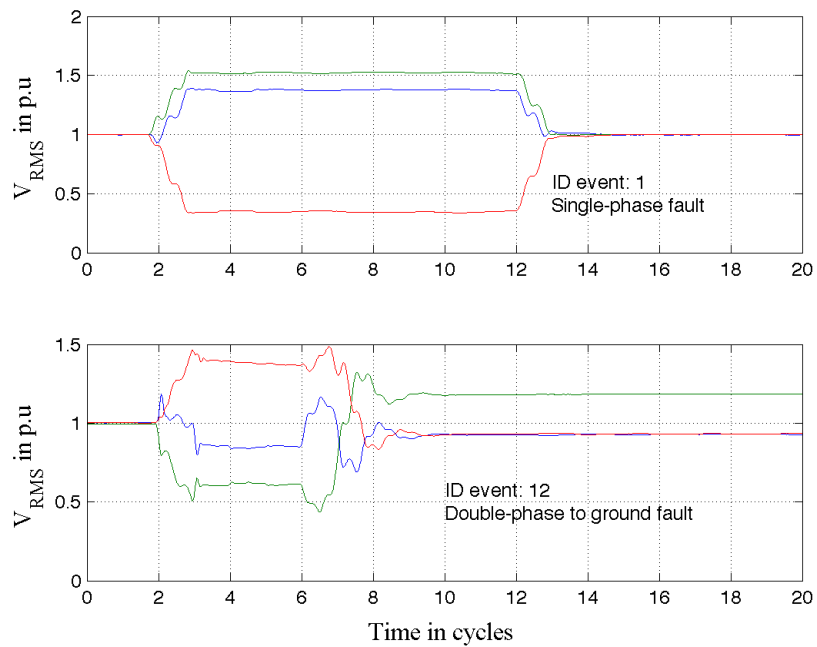 2
1.5
1
0.5
0
V_RMS in p.u
ID event: 1
Single-phase fault
0 2 4 6 8 10 12 14 16 18 20
1.5
1
0.5
0
V_RMS in p.u
ID event: 12
Double-phase to ground fault
0 2 4 6 8 10 12 14 16 18 20
Time in cycles